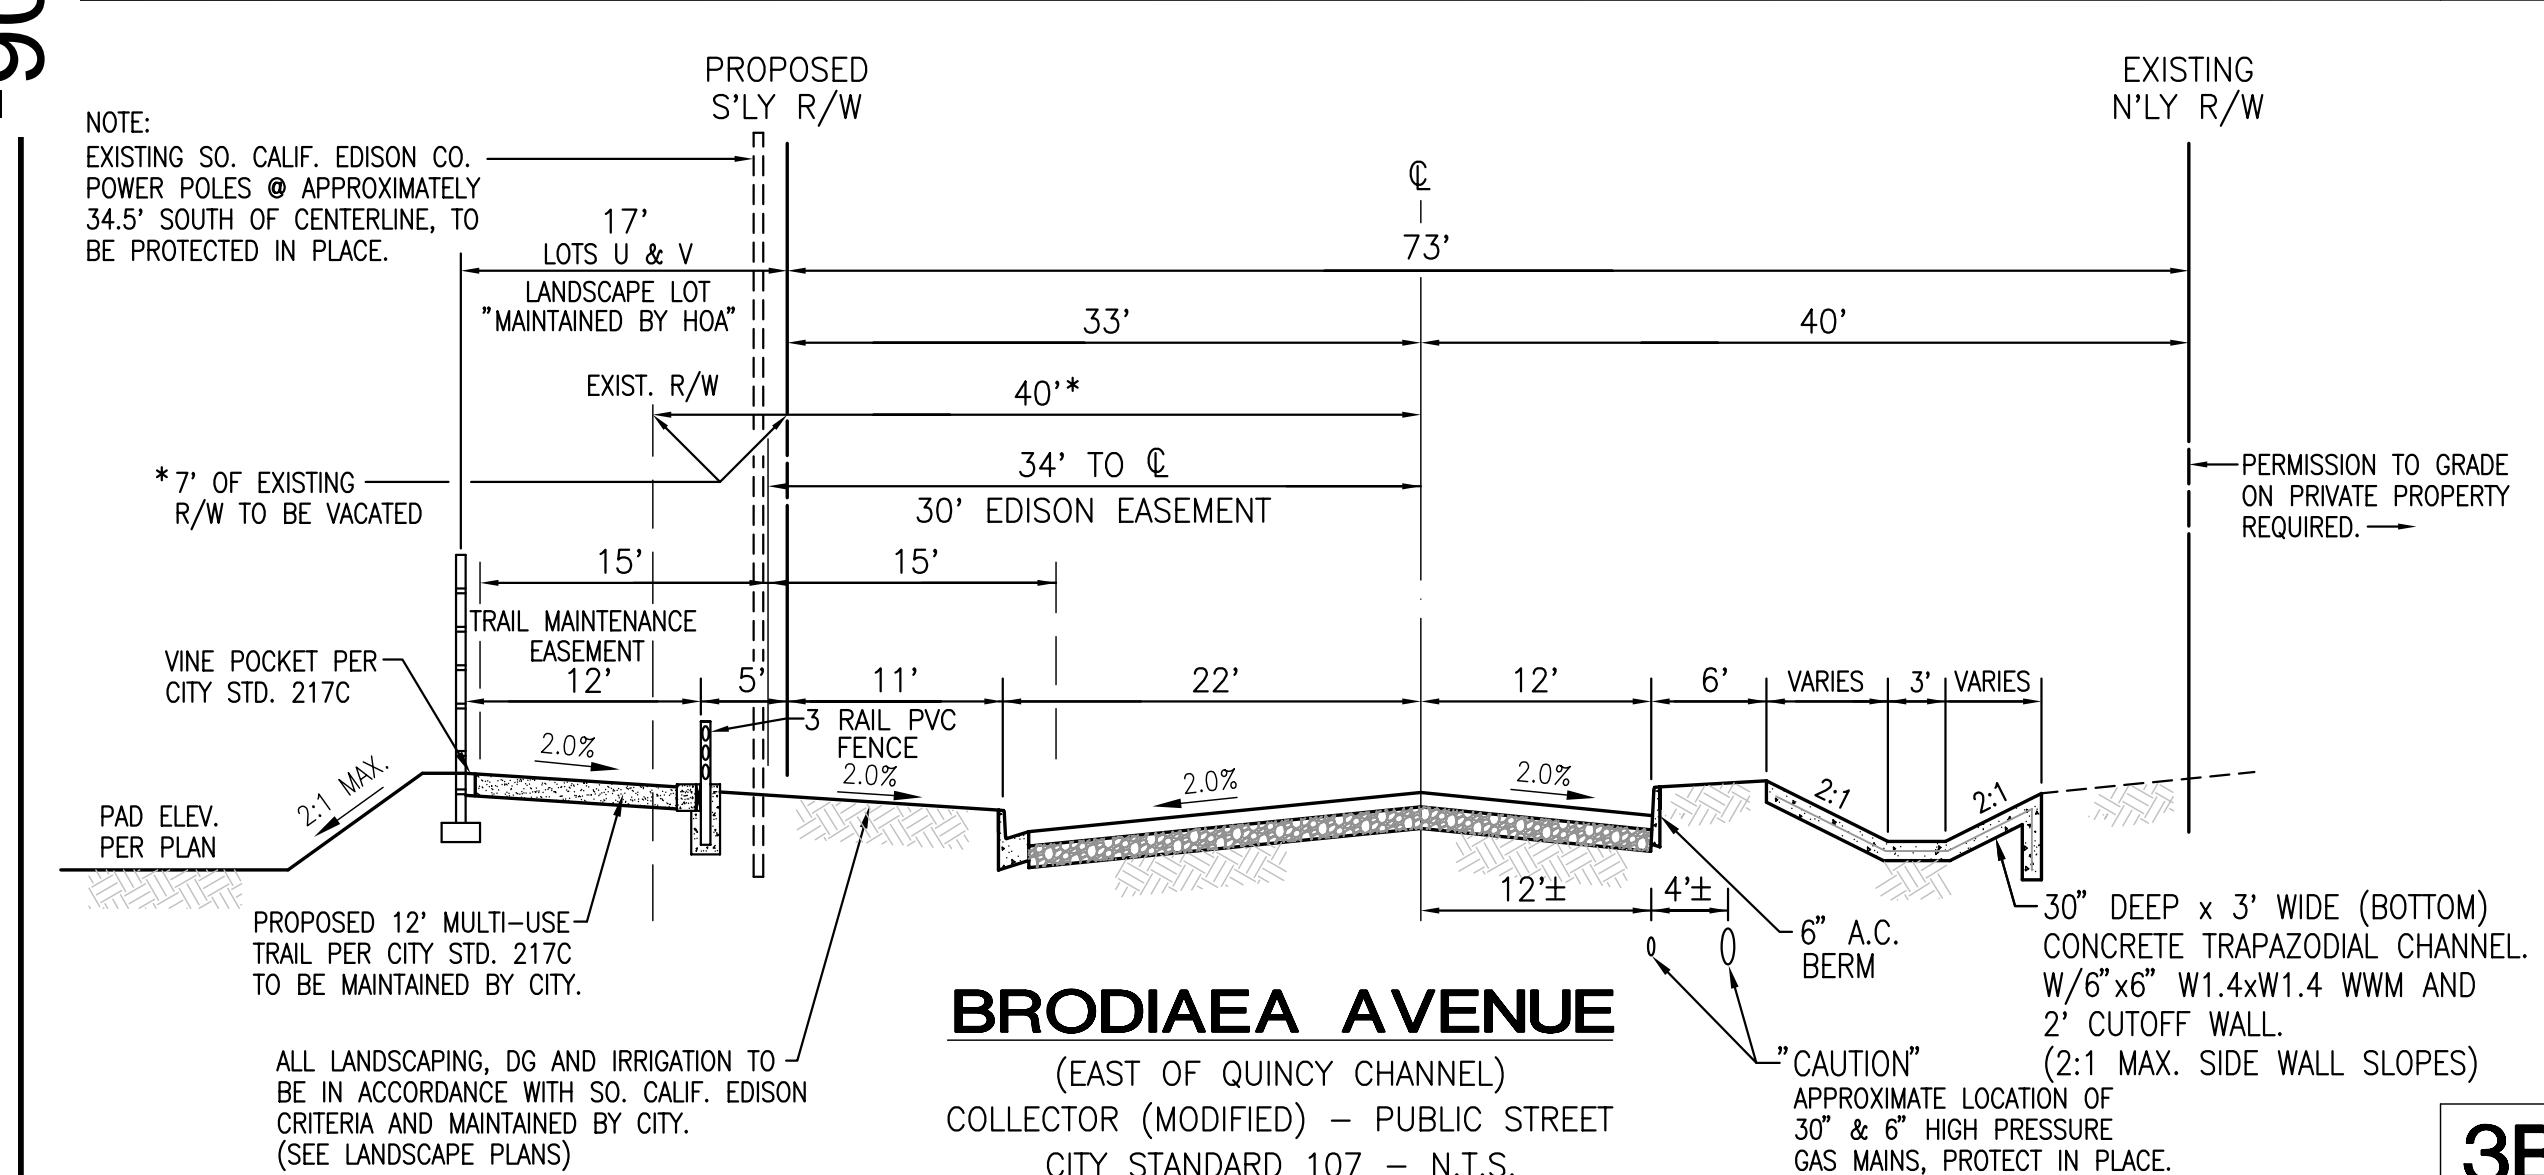 PROPOSED
S'LY R/W
EXISTING
N'LY R/W
NOTE:
EXISTING SO. CALIF. EDISON CO.
POWER POLES @ APPROXIMATELY
34.5' SOUTH OF CENTERLINE, TO
BE PROTECTED IN PLACE.
℄
17'
LOTS U & V
73'
LANDSCAPE LOT
"MAINTAINED BY HOA"
33'
40'
EXIST. R/W
40'*
34' TO ℄
30' EDISON EASEMENT
*7' OF EXISTING
R/W TO BE VACATED
PERMISSION TO GRADE
ON PRIVATE PROPERTY
REQUIRED.
15'
15'
TRAIL MAINTENANCE
EASEMENT
VINE POCKET PER
CITY STD. 217C
12'
5'
11'
22'
12'
6'
VARIES
3'
VARIES
3 RAIL PVC
FENCE
2.0%
2.0%
2.0%
2.0%
2:1 MAX.
2:1
2:1
PAD ELEV.
PER PLAN
12'±
4'±
PROPOSED 12' MULTI-USE
TRAIL PER CITY STD. 217C
TO BE MAINTAINED BY CITY.
6" A.C.
BERM
30" DEEP x 3' WIDE (BOTTOM)
CONCRETE TRAPAZODIAL CHANNEL.
W/6"x6" W1.4xW1.4 WWM AND
2' CUTOFF WALL.
(2:1 MAX. SIDE WALL SLOPES)
ALL LANDSCAPING, DG AND IRRIGATION TO
BE IN ACCORDANCE WITH SO. CALIF. EDISON
CRITERIA AND MAINTAINED BY CITY.
(SEE LANDSCAPE PLANS)
BRODIAEA AVENUE
(EAST OF QUINCY CHANNEL)
COLLECTOR (MODIFIED) – PUBLIC STREET
CITY STANDARD 107 – N.T.S.
"CAUTION"
APPROXIMATE LOCATION OF
30" & 6" HIGH PRESSURE
GAS MAINS, PROTECT IN PLACE.